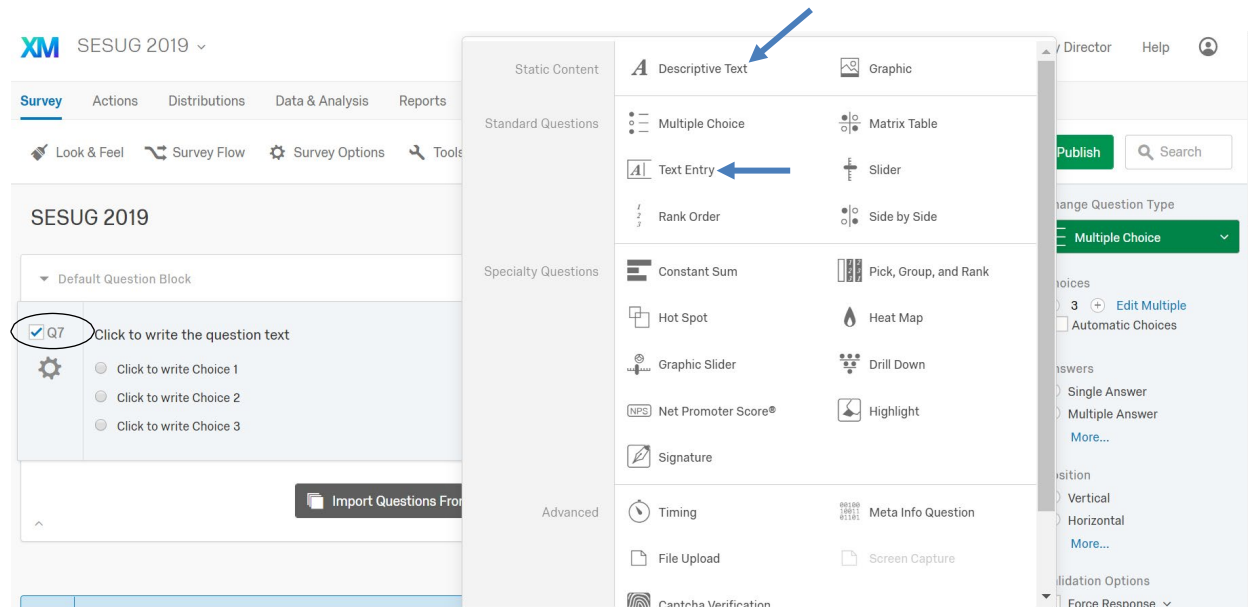 XM SESUG 2019
y Director Help
Survey Actions Distributions Data & Analysis Reports
Look & Feel Survey Flow Survey Options Tools
Publish Search
SESUG 2019
Default Question Block
Q7 Click to write the question text
Click to write Choice 1
Click to write Choice 2
Click to write Choice 3
Import Questions From
Static Content
Descriptive Text Graphic
Standard Questions
Multiple Choice Matrix Table
Text Entry Slider
Rank Order Side by Side
Specialty Questions
Constant Sum Pick, Group, and Rank
Hot Spot Heat Map
Graphic Slider Drill Down
NPS Net Promoter Score® Highlight
Signature
Advanced
Timing Meta Info Question
File Upload Screen Capture
Captcha Verification
hange Question Type
Multiple Choice
hoices
3 + Edit Multiple
Automatic Choices
nswers
Single Answer
Multiple Answer
More...
osition
Vertical
Horizontal
More...
lidation Options
Force Response